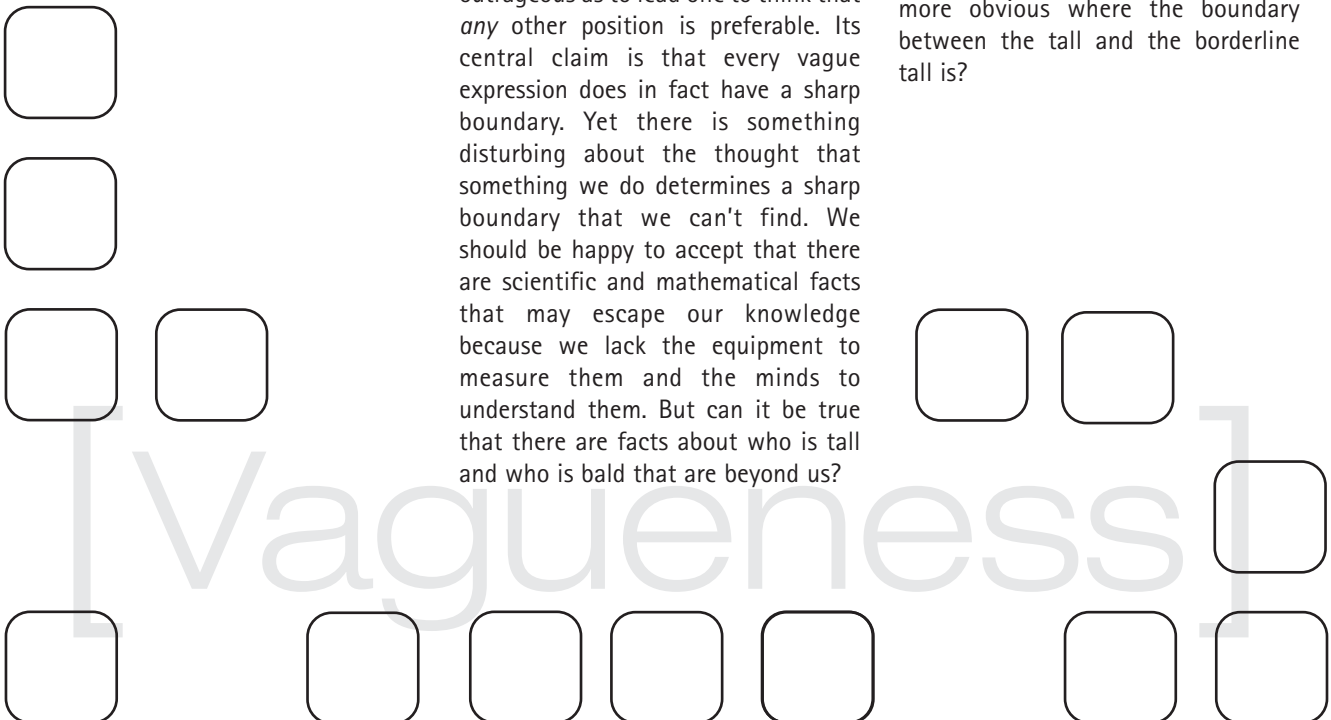 outrageous as to lead one to think that
any other position is preferable. Its
central claim is that every vague
expression does in fact have a sharp
boundary. Yet there is something
disturbing about the thought that
something we do determines a sharp
boundary that we can't find. We
should be happy to accept that there
are scientific and mathematical facts
that may escape our knowledge
because we lack the equipment to
measure them and the minds to
understand them. But can it be true
that there are facts about who is tall
and who is bald that are beyond us?
more obvious where the boundary
between the tall and the borderline
tall is?
[Vagueness]